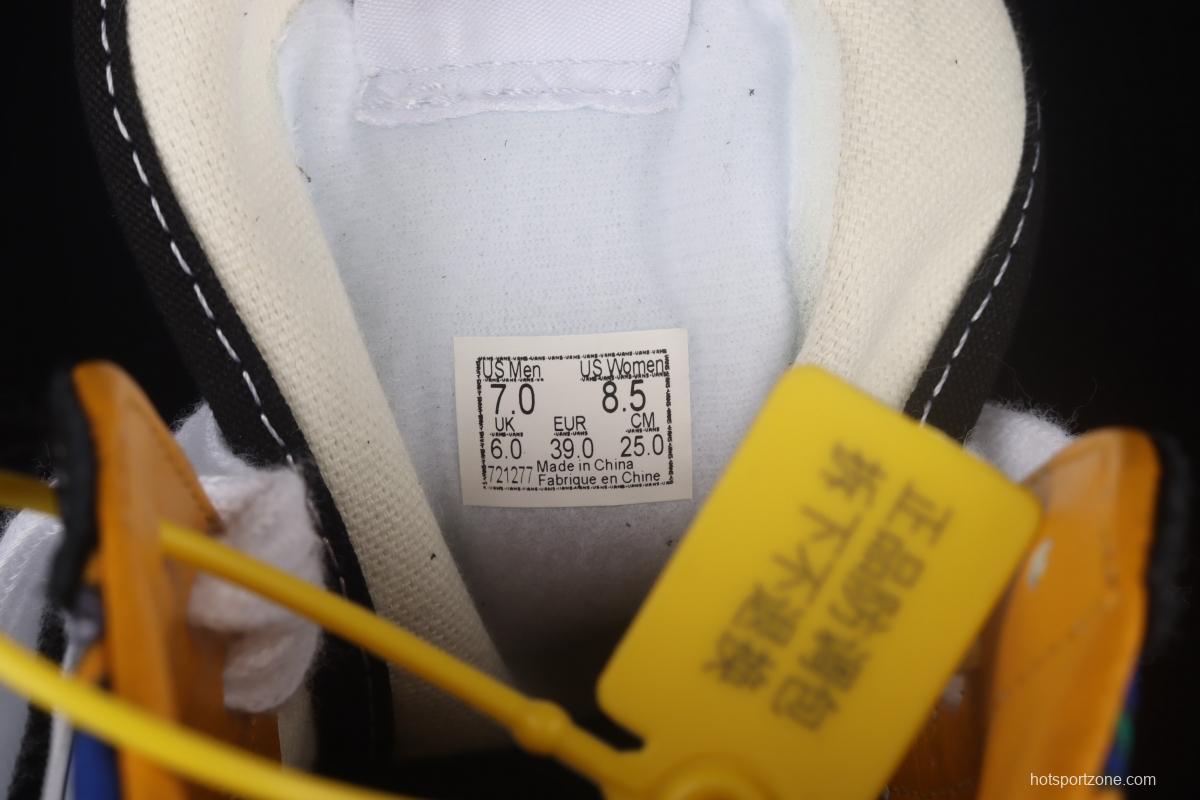 US Men US Women
7.0 8.5
UK EUR CM
6.0 39.0 25.0
721277 Made in China
Fabrique en Chine
正品防调包
拆下不退换
hotsportzone.com